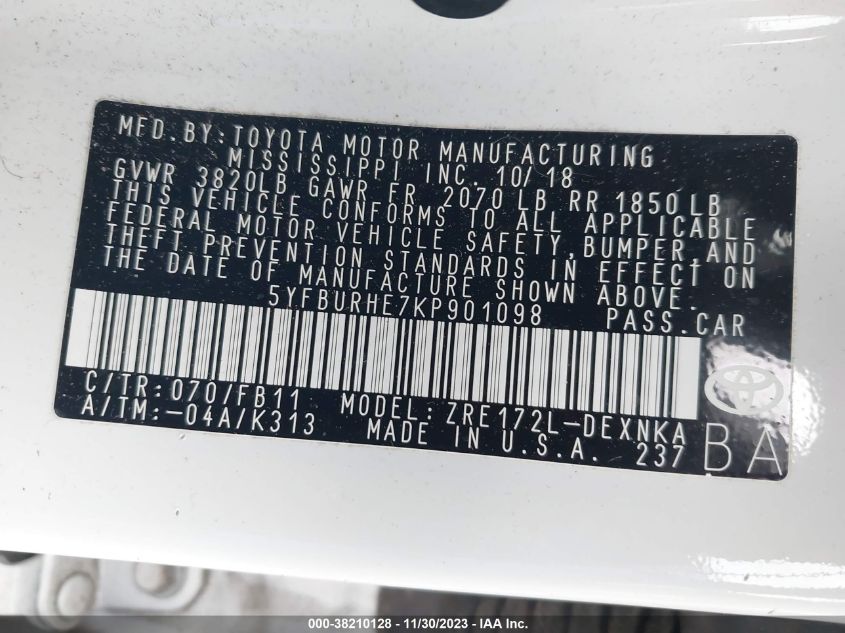 MFD.BY:TOYOTA MOTOR MANUFACTURING
MISSISSIPPI INC. 10/18
GVWR 3820LB GAWR FR 2070 LB RR 1850LB
THIS VEHICLE CONFORMS TO ALL APPLICABLE
FEDERAL MOTOR VEHICLE SAFETY,BUMPER,AND
THEFT PREVENTION STANDARDS IN EFFECT ON
THE DATE OF MANUFACTURE SHOWN ABOVE.
5YFBURHE7KP901098 PASS.CAR
C/TR:070/FB11 MODEL:ZRE172L-DEXNKA
A/TM:-04A/K313 MADE IN U.S.A. 237 BA
000-38210128 - 11/30/2023 - IAA Inc.